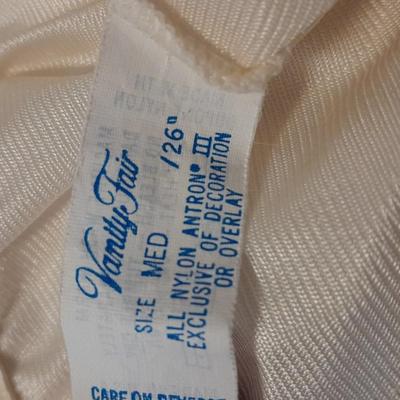 Vanity Fair
SIZE MED /26"
ALL NYLON ANTRON® III
EXCLUSIVE OF DECORATION
OR OVERLAY
CARE ON REVERSE